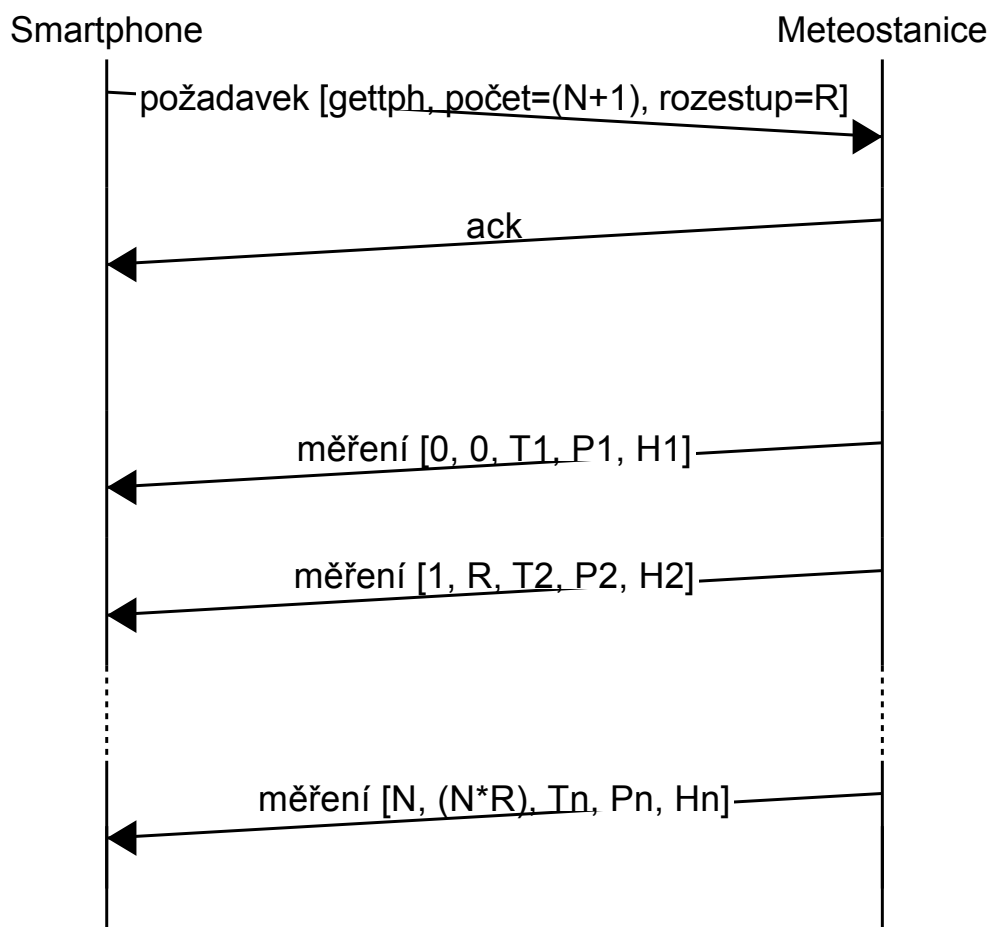 Smartphone
Meteostanice
požadavek [gettph, počet=(N+1), rozestup=R]
ack
měření [0, 0, T1, P1, H1]
měření [1, R, T2, P2, H2]
měření [N, (N*R), Tn, Pn, Hn]